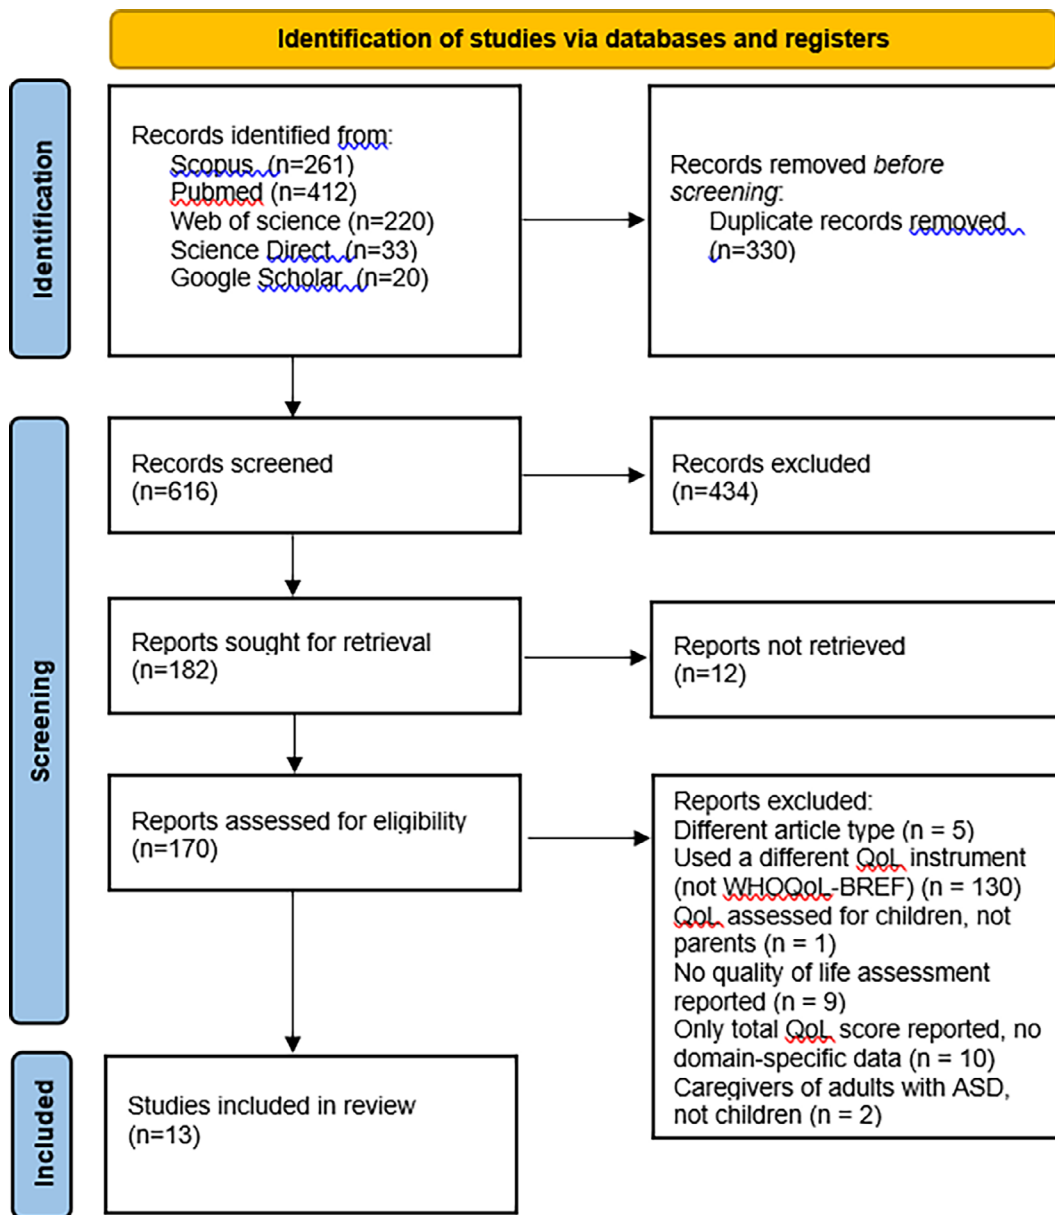 Identification of studies via databases and registers
Identification
Records identified from:
Scopus (n=261)
Pubmed (n=412)
Web of science (n=220)
Science Direct (n=33)
Google Scholar (n=20)
Records removed before
screening:
Duplicate records removed
(n=330)
Screening
Records screened
(n=616)
Records excluded
(n=434)
Reports sought for retrieval
(n=182)
Reports not retrieved
(n=12)
Reports assessed for eligibility
(n=170)
Reports excluded:
Different article type (n = 5)
Used a different QoL instrument
(not WHOQoL-BREF) (n = 130)
QoL assessed for children, not
parents (n = 1)
No quality of life assessment
reported (n = 9)
Only total QoL score reported, no
domain-specific data (n = 10)
Caregivers of adults with ASD,
not children (n = 2)
Included
Studies included in review
(n=13)